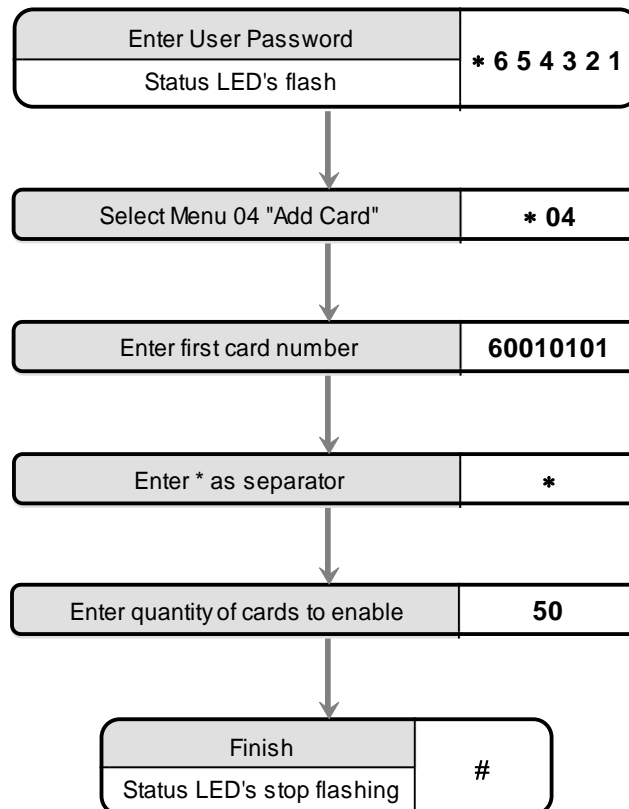 Enter User Password
Status LED's flash
* 6 5 4 3 2 1
Select Menu 04 "Add Card"
* 04
Enter first card number
60010101
Enter * as separator
*
Enter quantity of cards to enable
50
Finish
Status LED's stop flashing
#